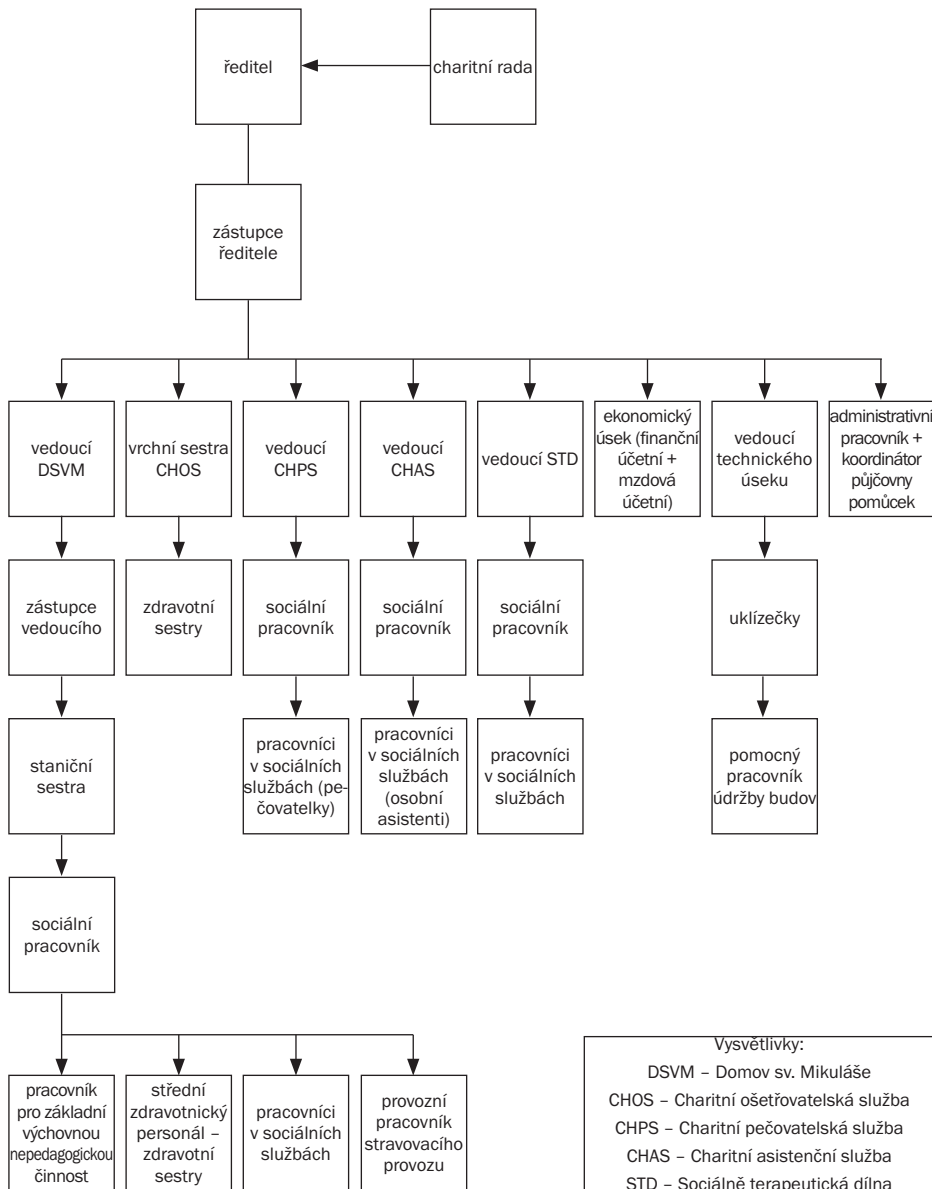 ředitel
charitní rada
zástupce
ředitele
vedoucí
DSVM
vrchní sestra
CHOS
vedoucí
CHPS
vedoucí
CHAS
vedoucí STD
ekonomický
úsek (finanční
účetní +
mzdová
účetní)
vedoucí
technického
úseku
administrativní
pracovník +
koordinátor
půjčovny
pomůcek
zástupce
vedoucího
zdravotní
sestry
sociální
pracovník
sociální
pracovník
sociální
pracovník
uklízečky
staniční
sestra
pracovníci
v sociálních
službách (pe-
čovatelky)
pracovníci
v sociálních
službách
(osobní
asistenti)
pracovníci
v sociálních
službách
pomocný
pracovník
údržby budov
sociální
pracovník
pracovník
pro základní
výchovnou
nepedagogickou
činnost
střední
zdravotnický
personál –
zdravotní
sestry
pracovníci
v sociálních
službách
provozní
pracovník
stravovacího
provozu
Vysvětlivky:
DSVM – Domov sv. Mikuláše
CHOS – Charitní ošetřovatelská služba
CHPS – Charitní pečovatelská služba
CHAS – Charitní asistenční služba
STD – Sociálně terapeutická dílna